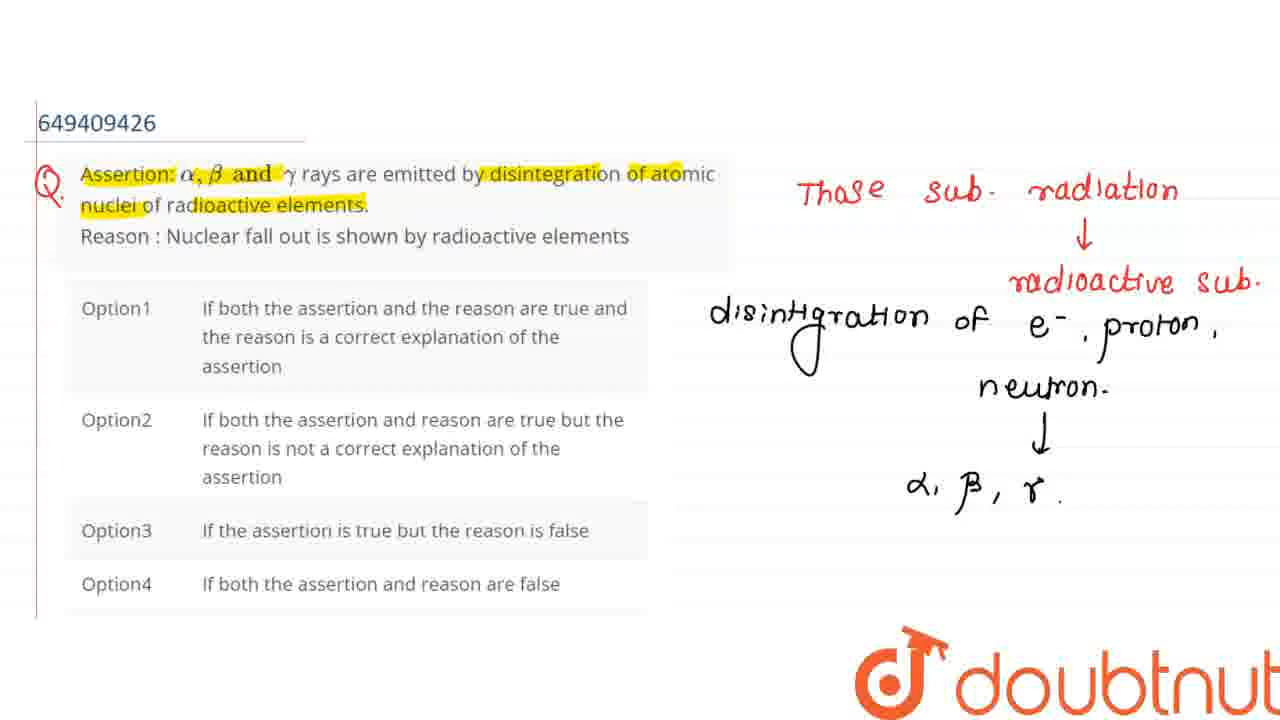 649409426
Q. Assertion: α, β and γ rays are emitted by disintegration of atomic
nuclei of radioactive elements.
Reason : Nuclear fall out is shown by radioactive elements
Option1 If both the assertion and the reason are true and
the reason is a correct explanation of the
assertion
Option2 If both the assertion and reason are true but the
reason is not a correct explanation of the
assertion
Option3 If the assertion is true but the reason is false
Option4 If both the assertion and reason are false
Those sub. radiation
↓
radioactive sub.
disintigration of e⁻, proton,
neutron.
↓
α, β, γ.
doubtnut